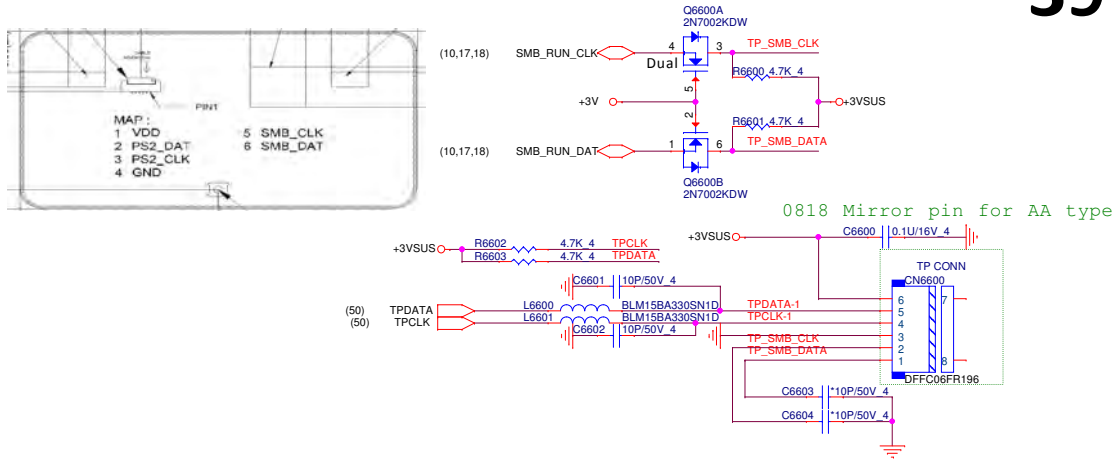 39
Q6600A
2N7002KDW
(10,17,18)
SMB_RUN_CLK
4
3
TP_SMB_CLK
Dual
R6600
4.7K_4
5
+3V
+3VSUS
2
R6601
4.7K_4
(10,17,18)
SMB_RUN_DAT
1
6
TP_SMB_DATA
Q6600B
2N7002KDW
PIN1
MAP :
1 VDD
2 PS2_DAT
3 PS2_CLK
4 GND
5 SMB_CLK
6 SMB_DAT
0818 Mirror pin for AA type
+3VSUS
R6602
4.7K_4
TPCLK
R6603
4.7K_4
TPDATA
+3VSUS
C6600
0.1U/16V_4
TP CONN
CN6600
C6601
10P/50V_4
(50)
TPDATA
L6600
BLM15BA330SN1D
TPDATA-1
(50)
TPCLK
L6601
BLM15BA330SN1D
TPCLK-1
C6602
10P/50V_4
TP_SMB_CLK
TP_SMB_DATA
6
5
4
3
2
1
7
8
DFFC06FR196
C6603
*10P/50V_4
C6604
*10P/50V_4